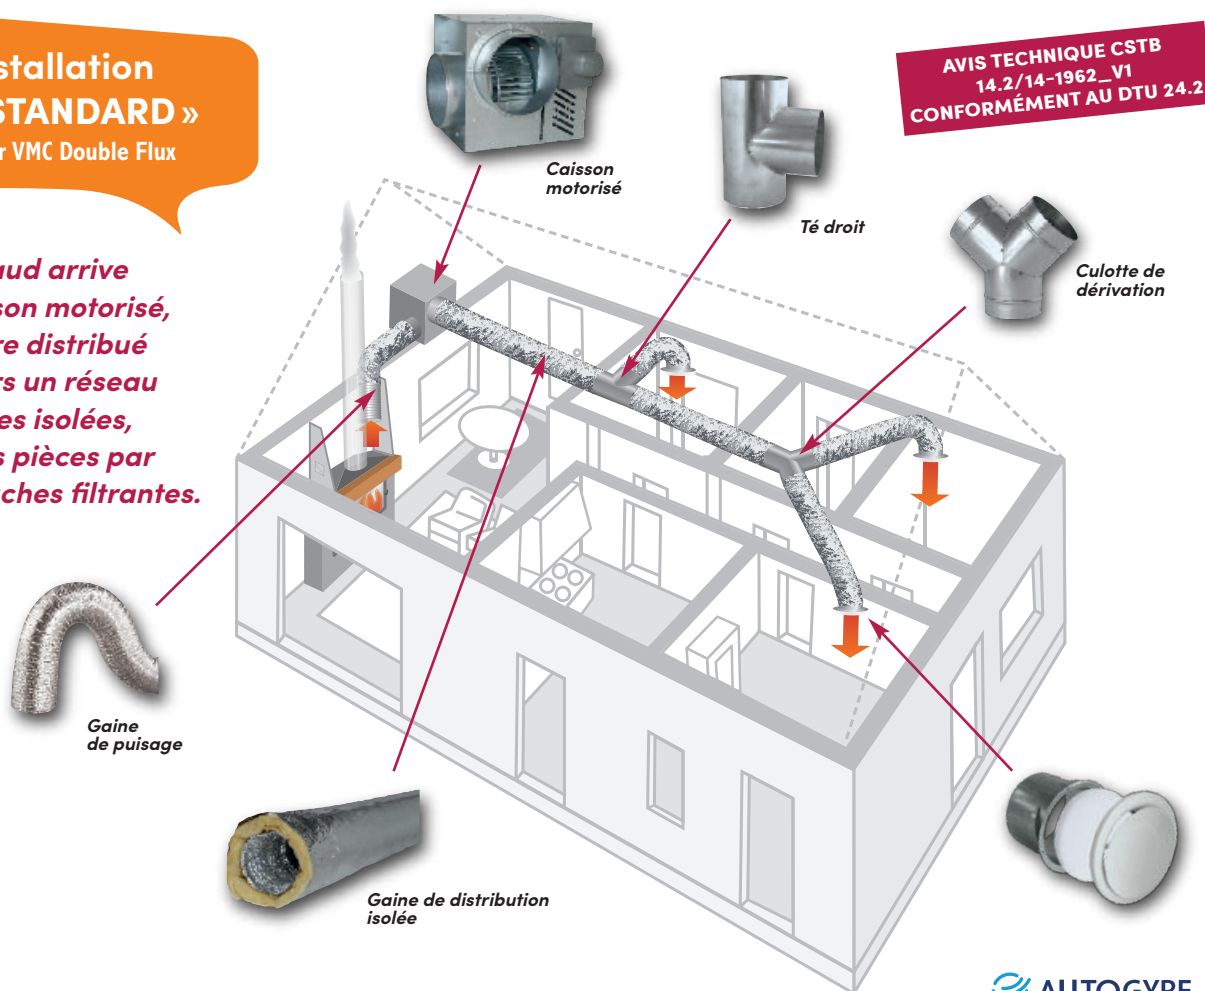 stallation
STANDARD »
r VMC Double Flux
AVIS TECHNIQUE CSTB
14.2/14-1962_V1
CONFORMÉMENT AU DTU 24.2
Caisson
motorisé
Té droit
Culotte de
dérivation
aud arrive
son motorisé,
re distribué
rs un réseau
es isolées,
s pièces par
ches filtrantes.
Gaine
de puisage
Gaine de distribution
isolée
AUTOGYRE